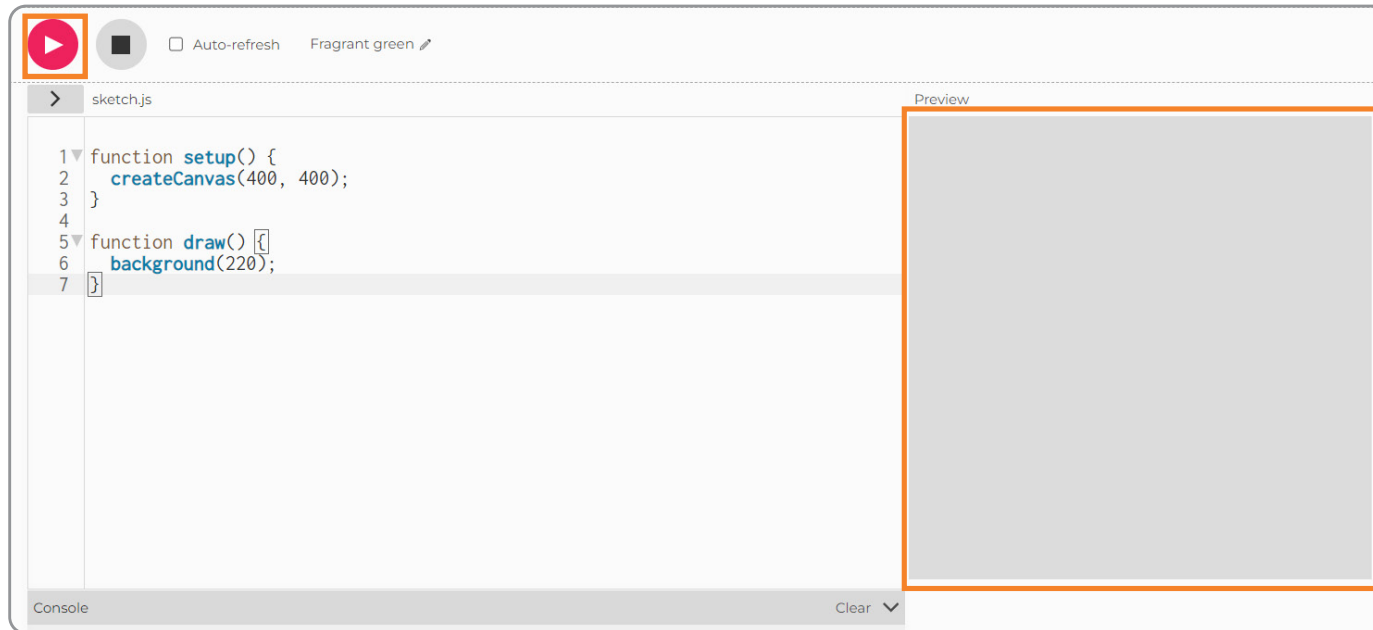 Auto-refresh Fragrant green
sketch.js
Preview
1 function setup() {
2 createCanvas(400, 400);
3 }
4
5 function draw() {
6 background(220);
7 }
Console
Clear